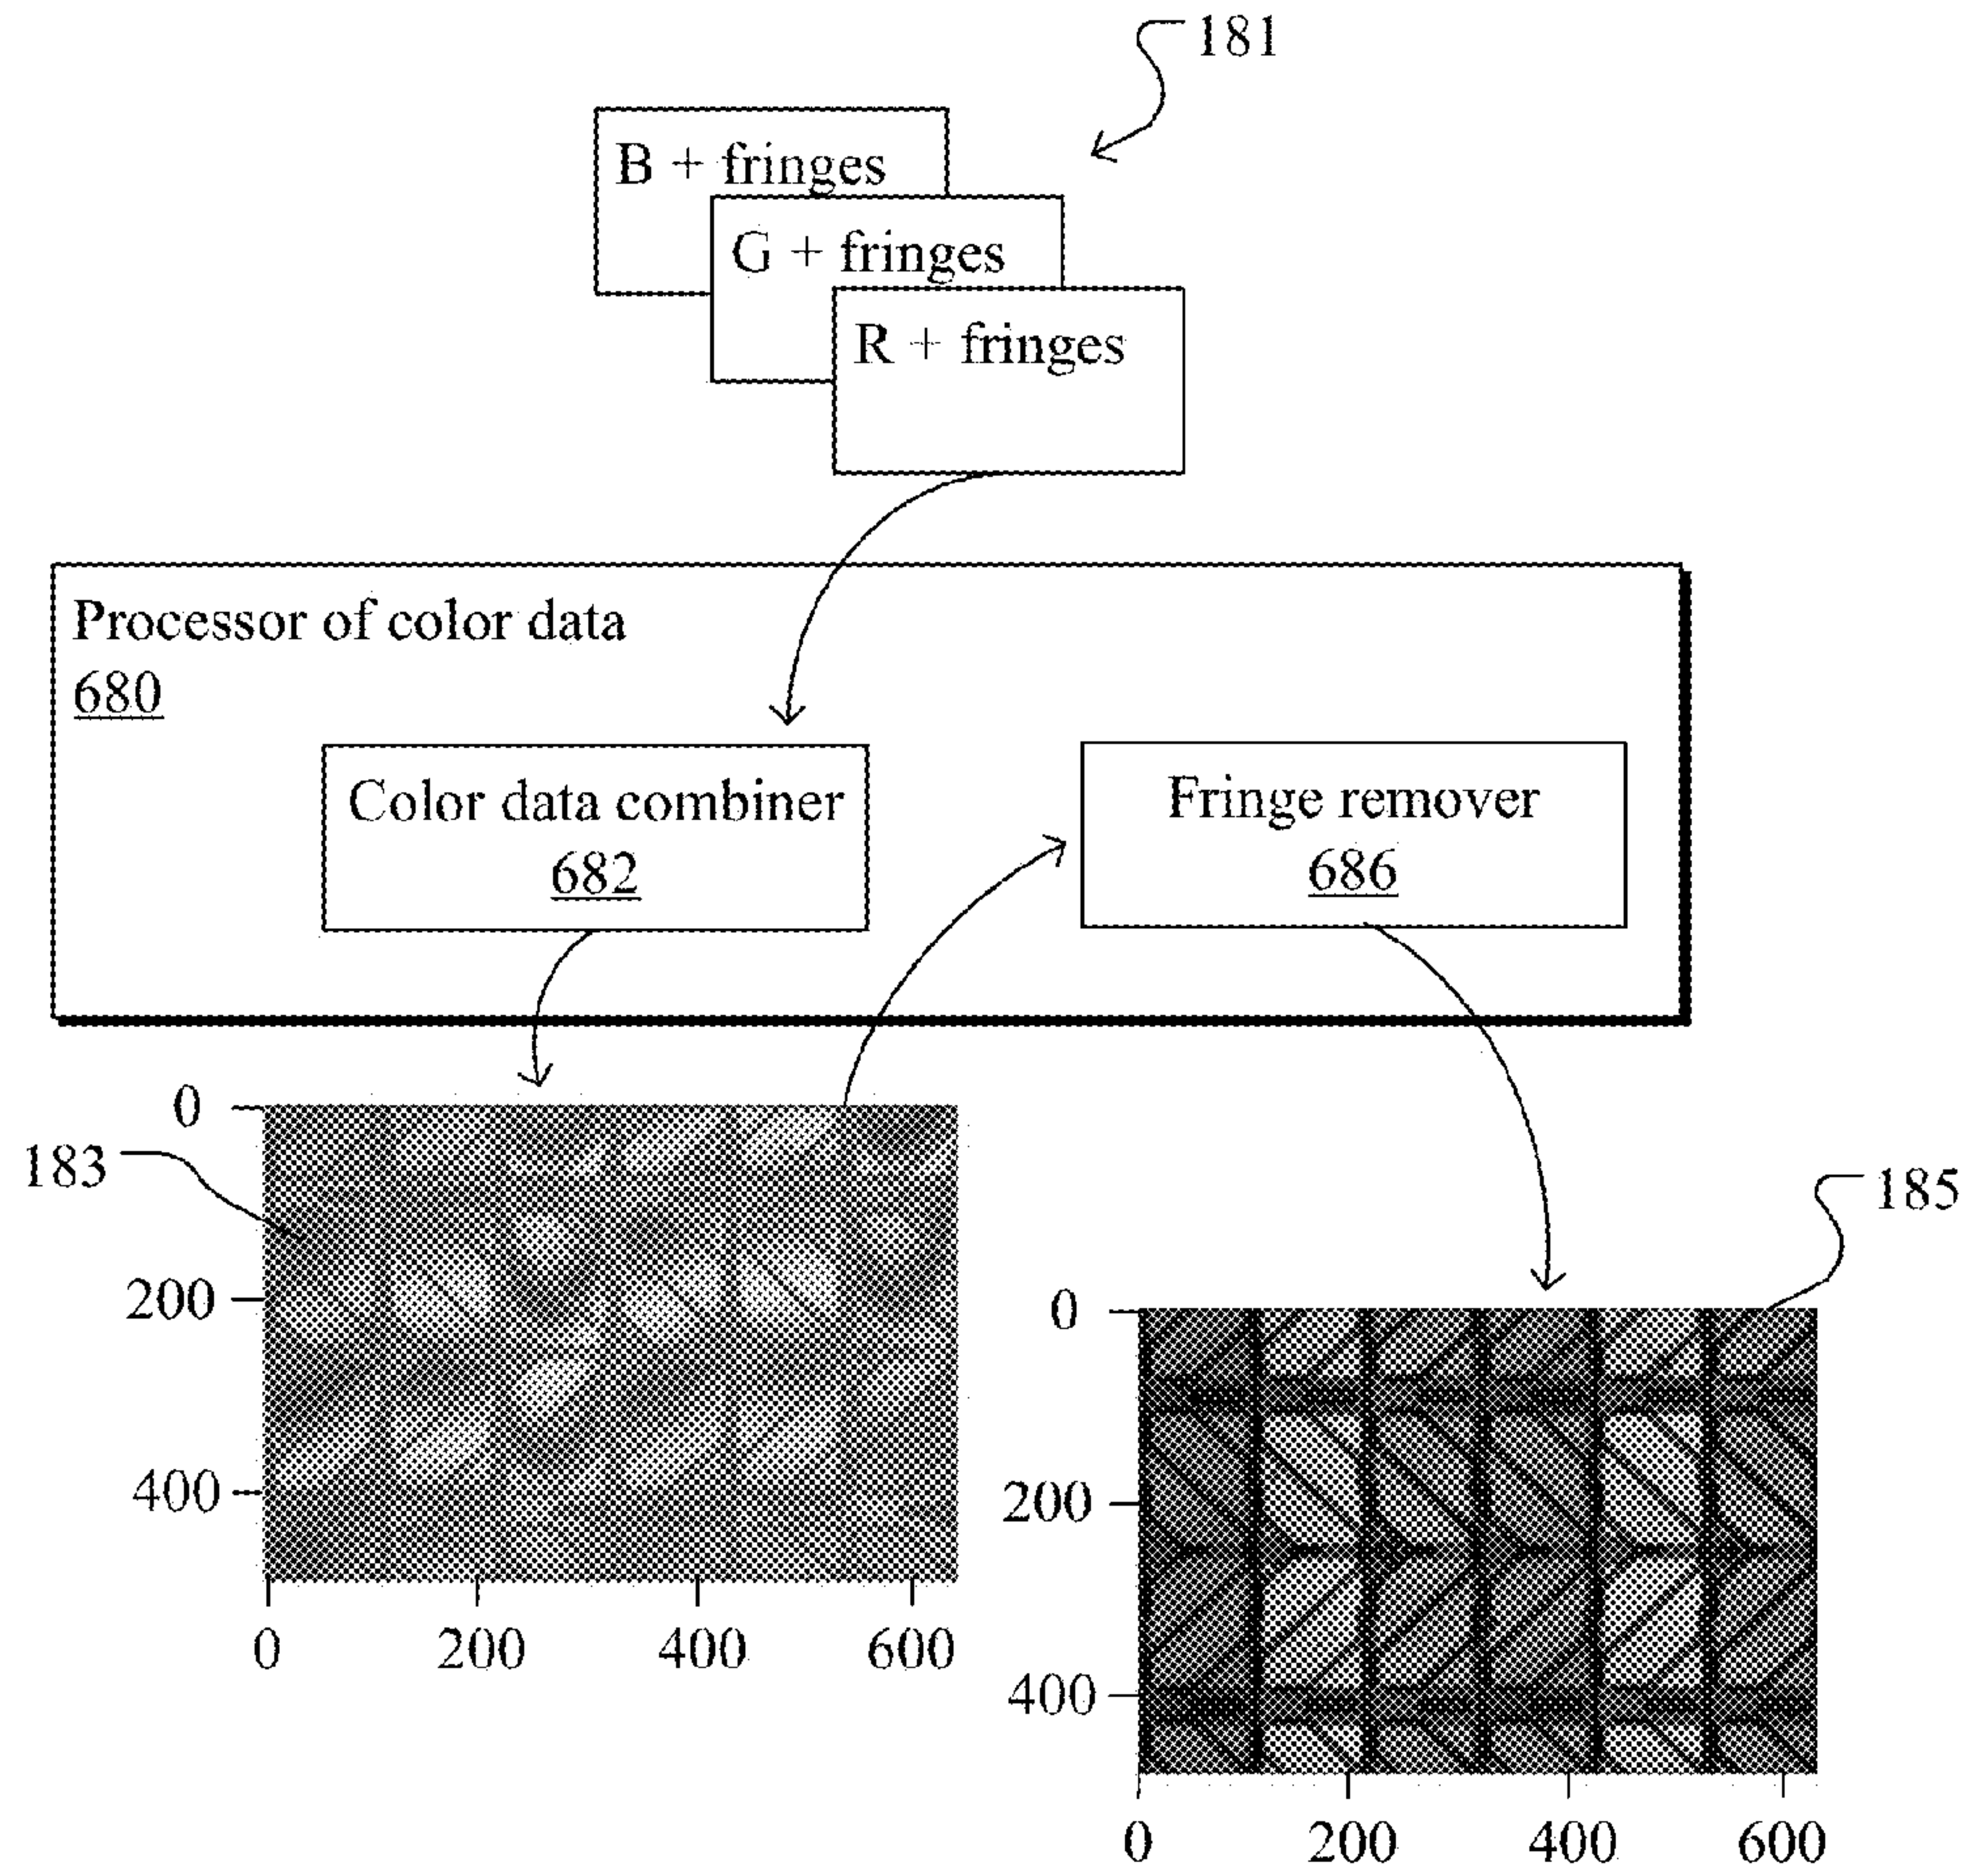 181
B + fringes
G + fringes
R + fringes
Processor of color data
680
Color data combiner
682
Fringe remover
686
183
0
200
400
0 200 400 600
185
0
200
400
0 200 400 600